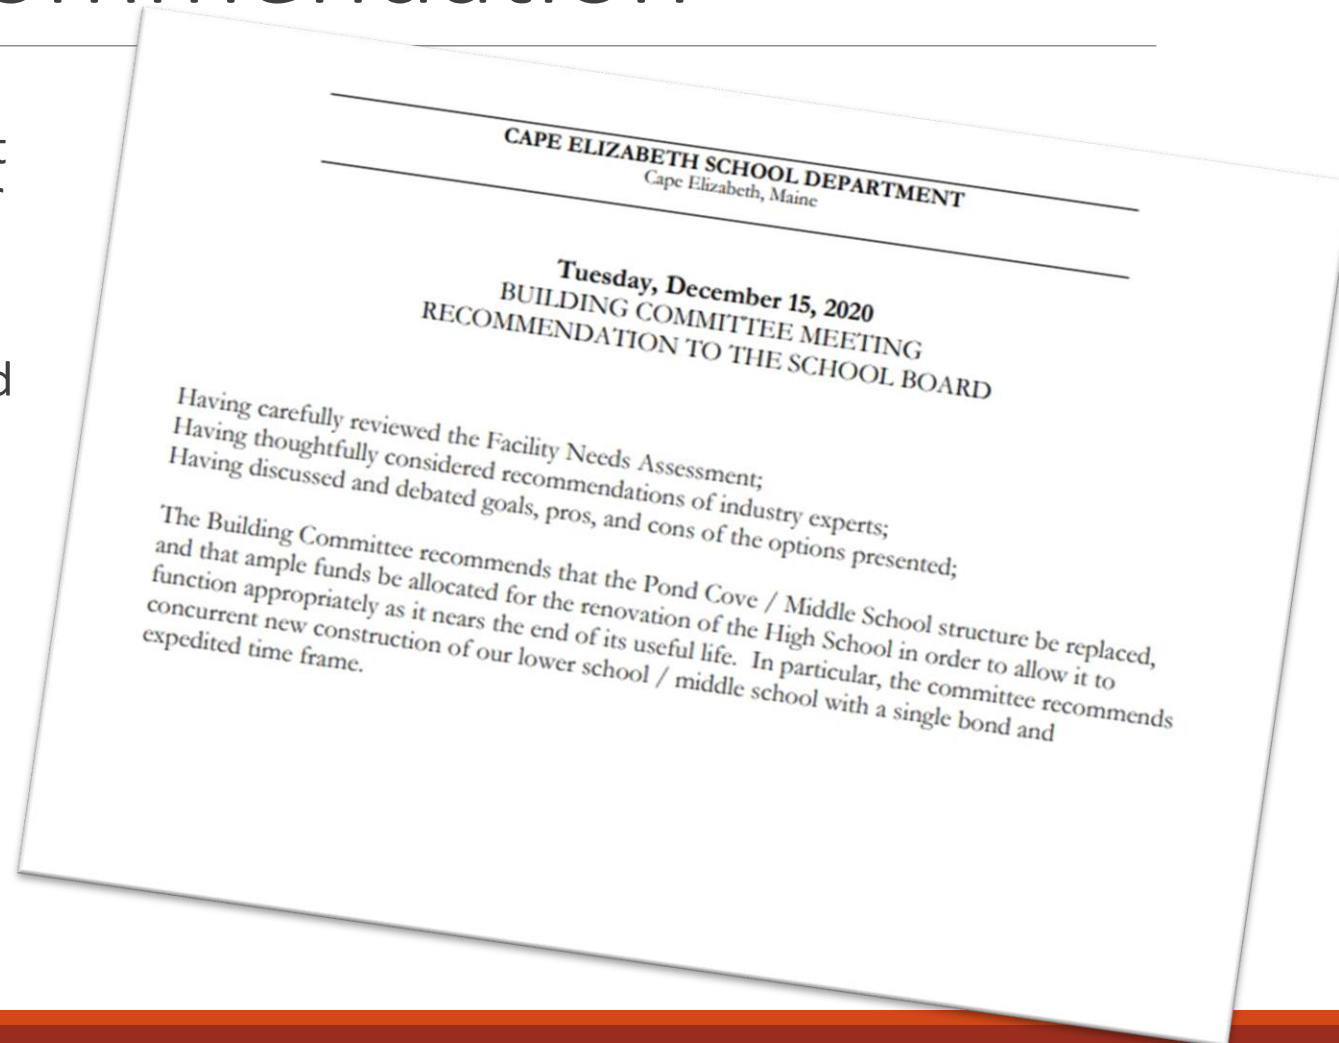 CAPE ELIZABETH SCHOOL DEPARTMENT
Cape Elizabeth, Maine
Tuesday, December 15, 2020
BUILDING COMMITTEE MEETING
RECOMMENDATION TO THE SCHOOL BOARD
Having carefully reviewed the Facility Needs Assessment;
Having thoughtfully considered recommendations of industry experts;
Having discussed and debated goals, pros, and cons of the options presented;
The Building Committee recommends that the Pond Cove / Middle School structure be replaced,
and that ample funds be allocated for the renovation of the High School in order to allow it to
function appropriately as it nears the end of its useful life. In particular, the committee recommends
concurrent new construction of our lower school / middle school with a single bond and
expedited time frame.